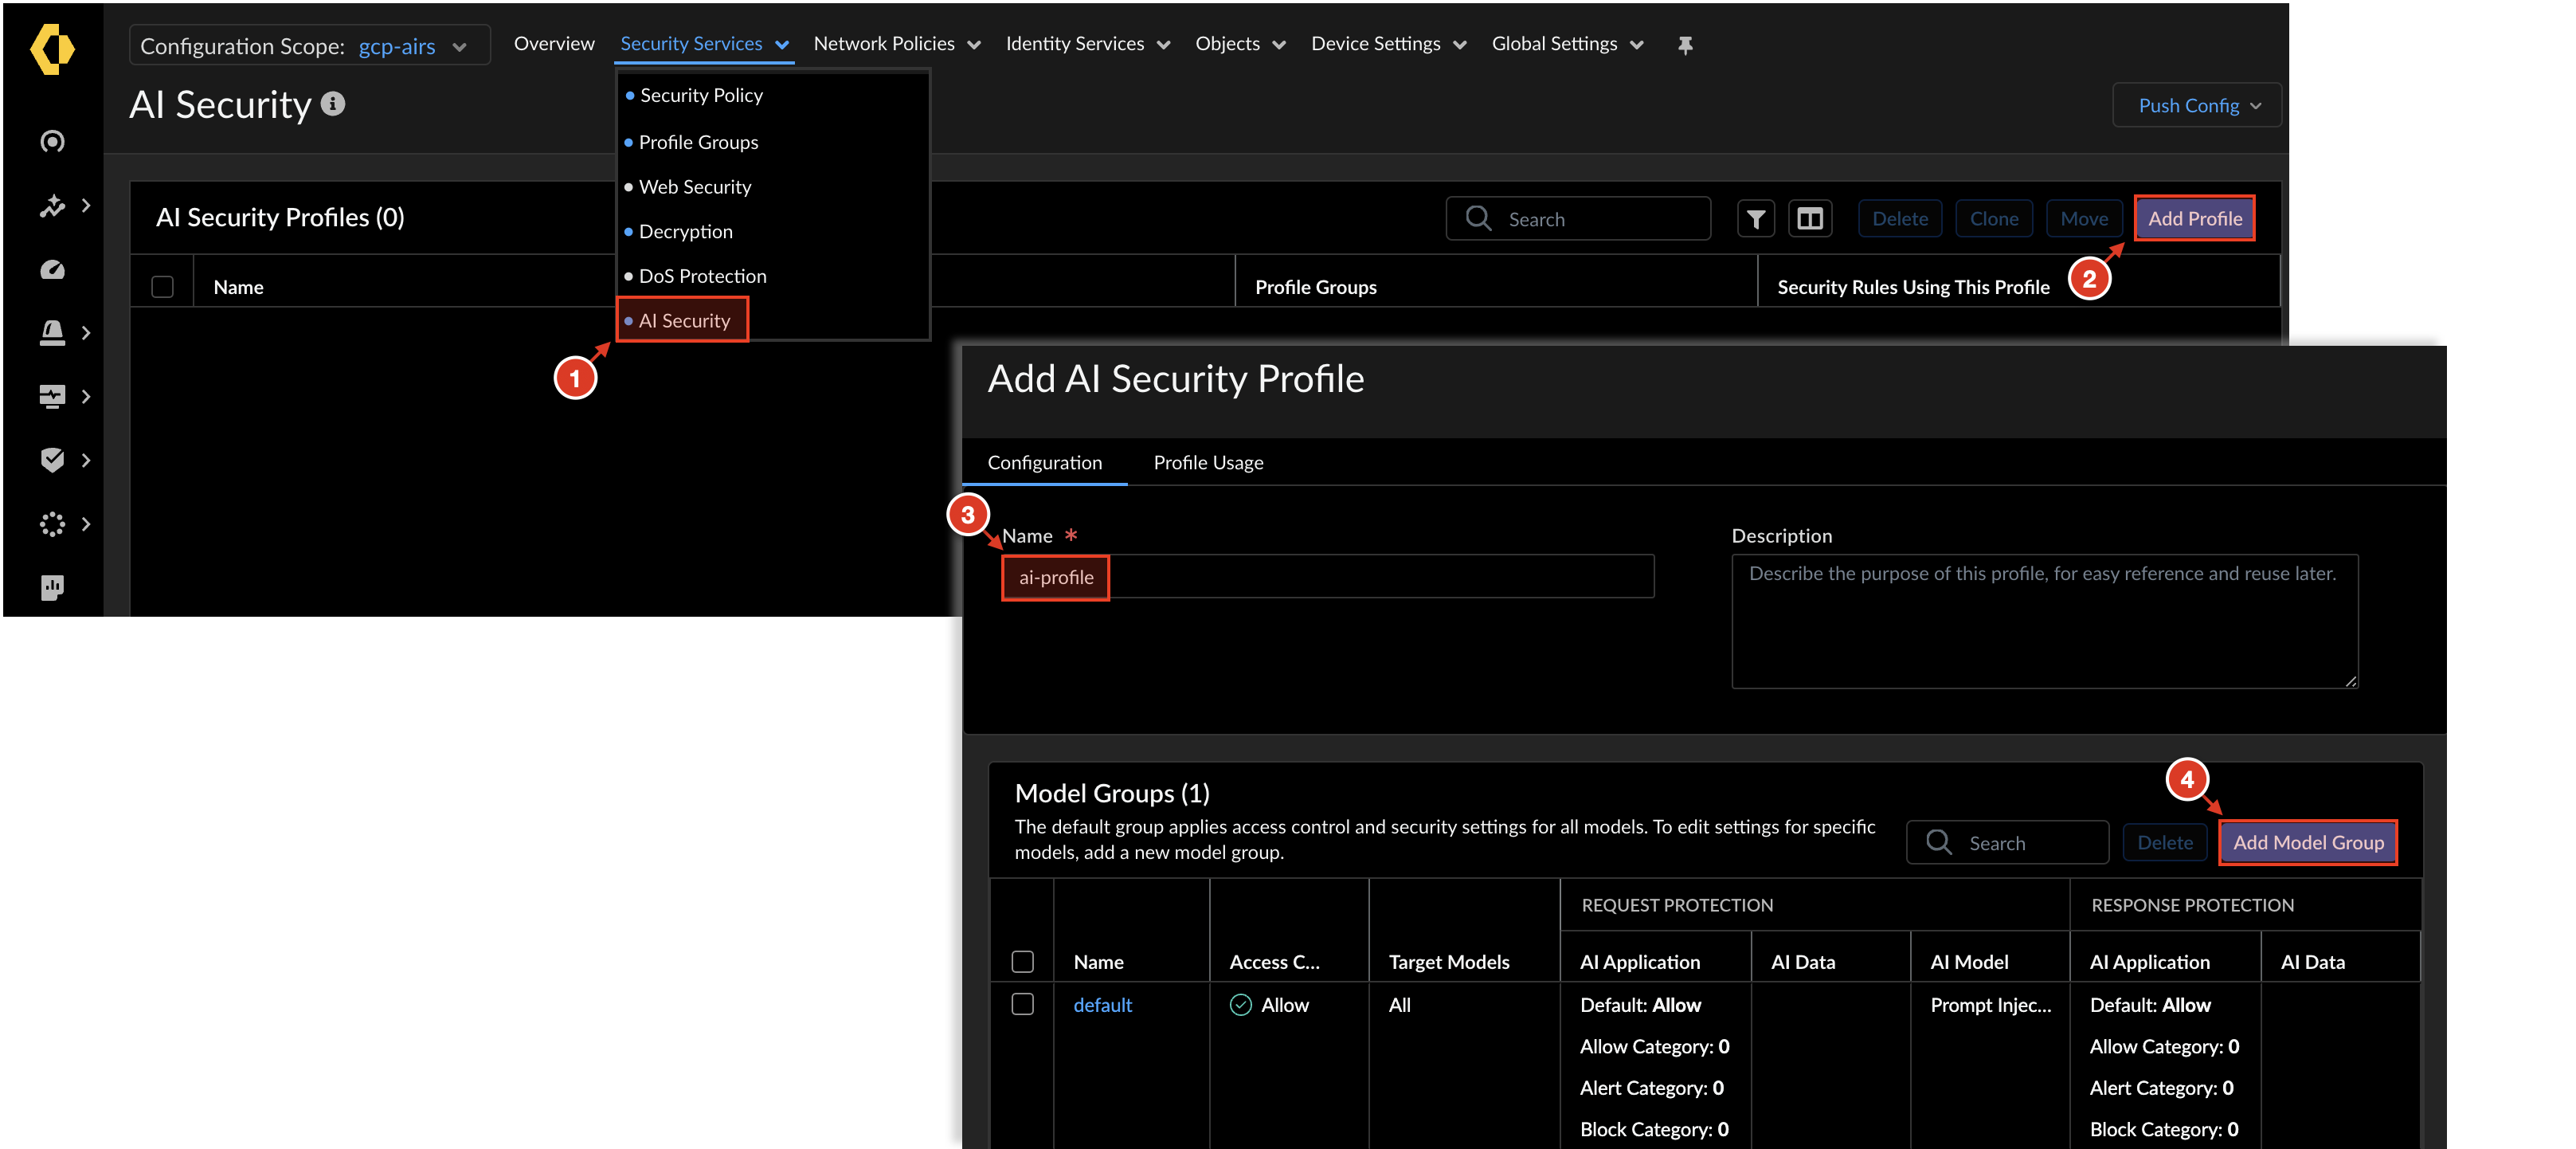 Configuration Scope: gcp-airs
Overview
Security Services
Network Policies
Identity Services
Objects
Device Settings
Global Settings
AI Security
Push Config
Security Policy
Profile Groups
Web Security
Decryption
DoS Protection
AI Security
1
AI Security Profiles (0)
Search
Delete
Clone
Move
Add Profile
2
Name
Profile Groups
Security Rules Using This Profile
Add AI Security Profile
Configuration
Profile Usage
3
Name *
ai-profile
Description
Describe the purpose of this profile, for easy reference and reuse later.
4
Model Groups (1)
The default group applies access control and security settings for all models. To edit settings for specific
models, add a new model group.
Search
Delete
Add Model Group
REQUEST PROTECTION
RESPONSE PROTECTION
Name
Access C...
Target Models
AI Application
AI Data
AI Model
AI Application
AI Data
default
Allow
All
Default: Allow
Prompt Injec...
Default: Allow
Allow Category: 0
Allow Category: 0
Alert Category: 0
Alert Category: 0
Block Category: 0
Block Category: 0